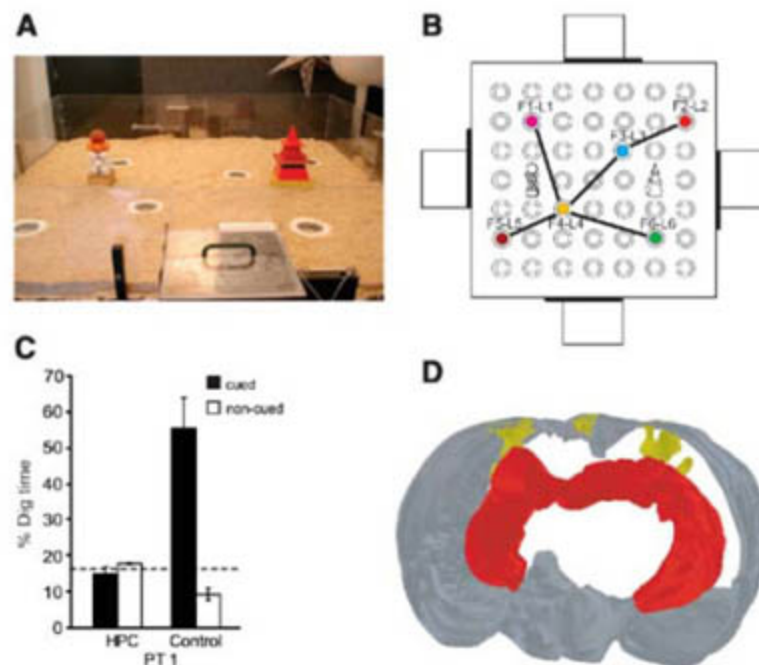 A
B
F1-L1
F2-L2
F3-L3
F4-L4
F5-L5
F6-L6
C
cued
non-cued
70
60
50
40
30
20
10
0
% Dig time
HPC
Control
PT 1
D